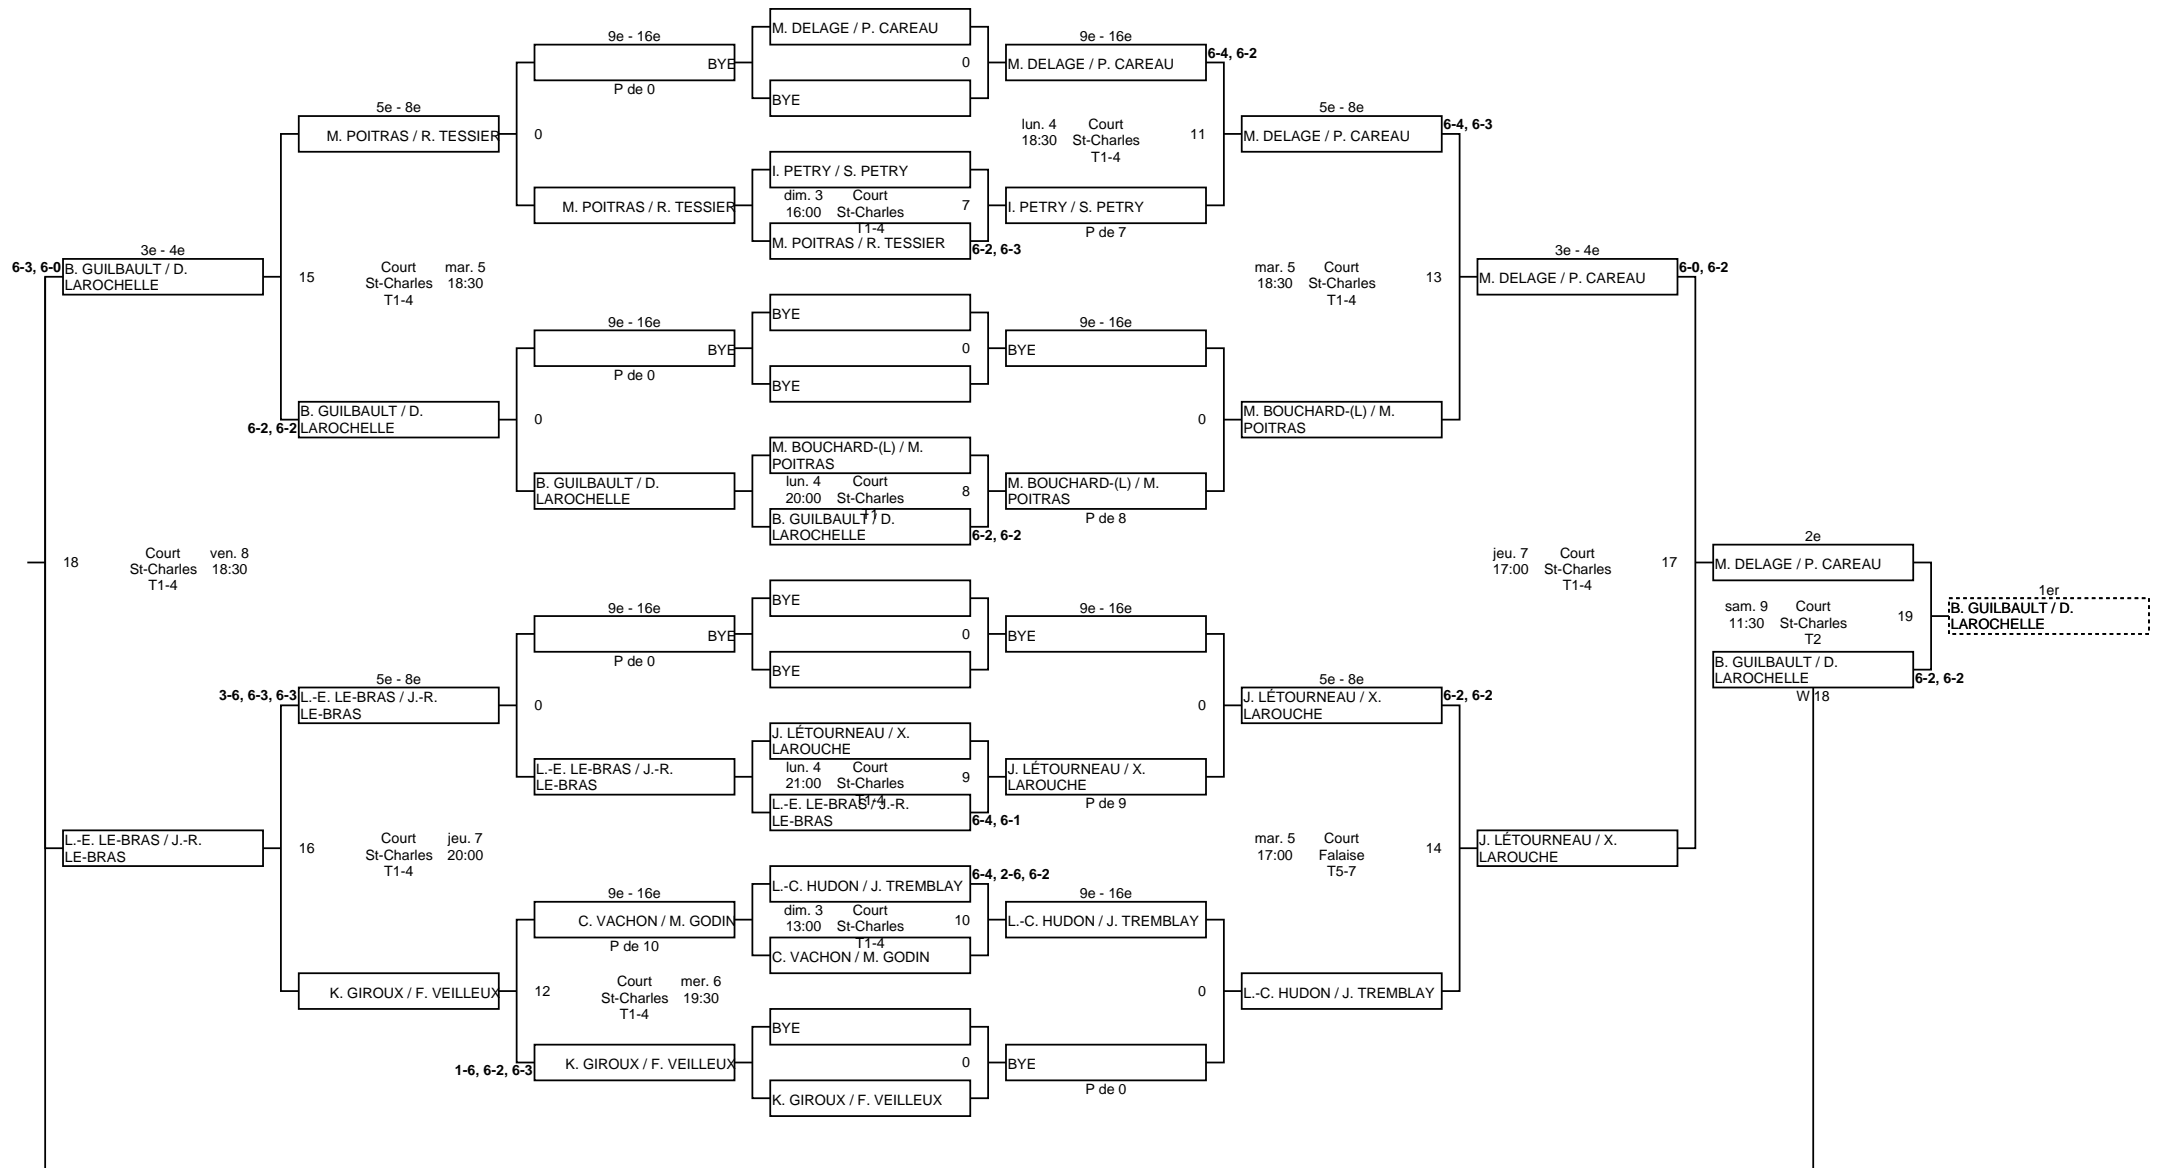 M. DELAGE / P. CAREAU
9e - 16e
9e - 16e
6-4, 6-2
BYE
0
M. DELAGE / P. CAREAU
P de 0
BYE
5e - 8e
5e - 8e
M. POITRAS / R. TESSIER
0
lun. 4 Court
18:30 St-Charles
T1-4
11
M. DELAGE / P. CAREAU
6-4, 6-3
I. PETRY / S. PETRY
M. POITRAS / R. TESSIER
dim. 3 Court
16:00 St-Charles
T1-4
7
I. PETRY / S. PETRY
P de 7
M. POITRAS / R. TESSIER
6-2, 6-3
3e - 4e
3e - 4e
6-3, 6-0
B. GUILBAULT / D.
LAROCHELLE
15
Court mar. 5
St-Charles 18:30
T1-4
mar. 5 Court
18:30 St-Charles
T1-4
13
M. DELAGE / P. CAREAU
6-0, 6-2
9e - 16e
BYE
9e - 16e
BYE
0
BYE
P de 0
BYE
6-2, 6-2
B. GUILBAULT / D.
LAROCHELLE
0
0
M. BOUCHARD-(L) / M.
POITRAS
M. BOUCHARD-(L) / M.
POITRAS
B. GUILBAULT / D.
LAROCHELLE
lun. 4 Court
20:00 St-Charles
T1
8
M. BOUCHARD-(L) / M.
POITRAS
P de 8
B. GUILBAULT / D.
LAROCHELLE
6-2, 6-2
18
Court ven. 8
St-Charles 18:30
T1-4
jeu. 7 Court
17:00 St-Charles
T1-4
17
2e
M. DELAGE / P. CAREAU
sam. 9 Court
11:30 St-Charles
T2
19
1er
B. GUILBAULT / D.
LAROCHELLE
B. GUILBAULT / D.
LAROCHELLE
6-2, 6-2
W 18
9e - 16e
BYE
9e - 16e
BYE
0
BYE
P de 0
BYE
5e - 8e
5e - 8e
3-6, 6-3, 6-3
L.-E. LE-BRAS / J.-R.
LE-BRAS
0
0
J. LÉTOURNEAU / X.
LAROUCHE
6-2, 6-2
J. LÉTOURNEAU / X.
LAROUCHE
L.-E. LE-BRAS / J.-R.
LE-BRAS
lun. 4 Court
21:00 St-Charles
T1-4
9
J. LÉTOURNEAU / X.
LAROUCHE
P de 9
L.-E. LE-BRAS / J.-R.
LE-BRAS
6-4, 6-1
L.-E. LE-BRAS / J.-R.
LE-BRAS
16
Court jeu. 7
St-Charles 20:00
T1-4
mar. 5 Court
17:00 Falaise
T5-7
14
J. LÉTOURNEAU / X.
LAROUCHE
9e - 16e
L.-C. HUDON / J. TREMBLAY
6-4, 2-6, 6-2
9e - 16e
C. VACHON / M. GODIN
dim. 3 Court
13:00 St-Charles
T1-4
10
L.-C. HUDON / J. TREMBLAY
P de 10
C. VACHON / M. GODIN
K. GIROUX / F. VEILLEUX
12
Court mer. 6
St-Charles 19:30
T1-4
0
L.-C. HUDON / J. TREMBLAY
BYE
1-6, 6-2, 6-3
K. GIROUX / F. VEILLEUX
0
BYE
P de 0
K. GIROUX / F. VEILLEUX